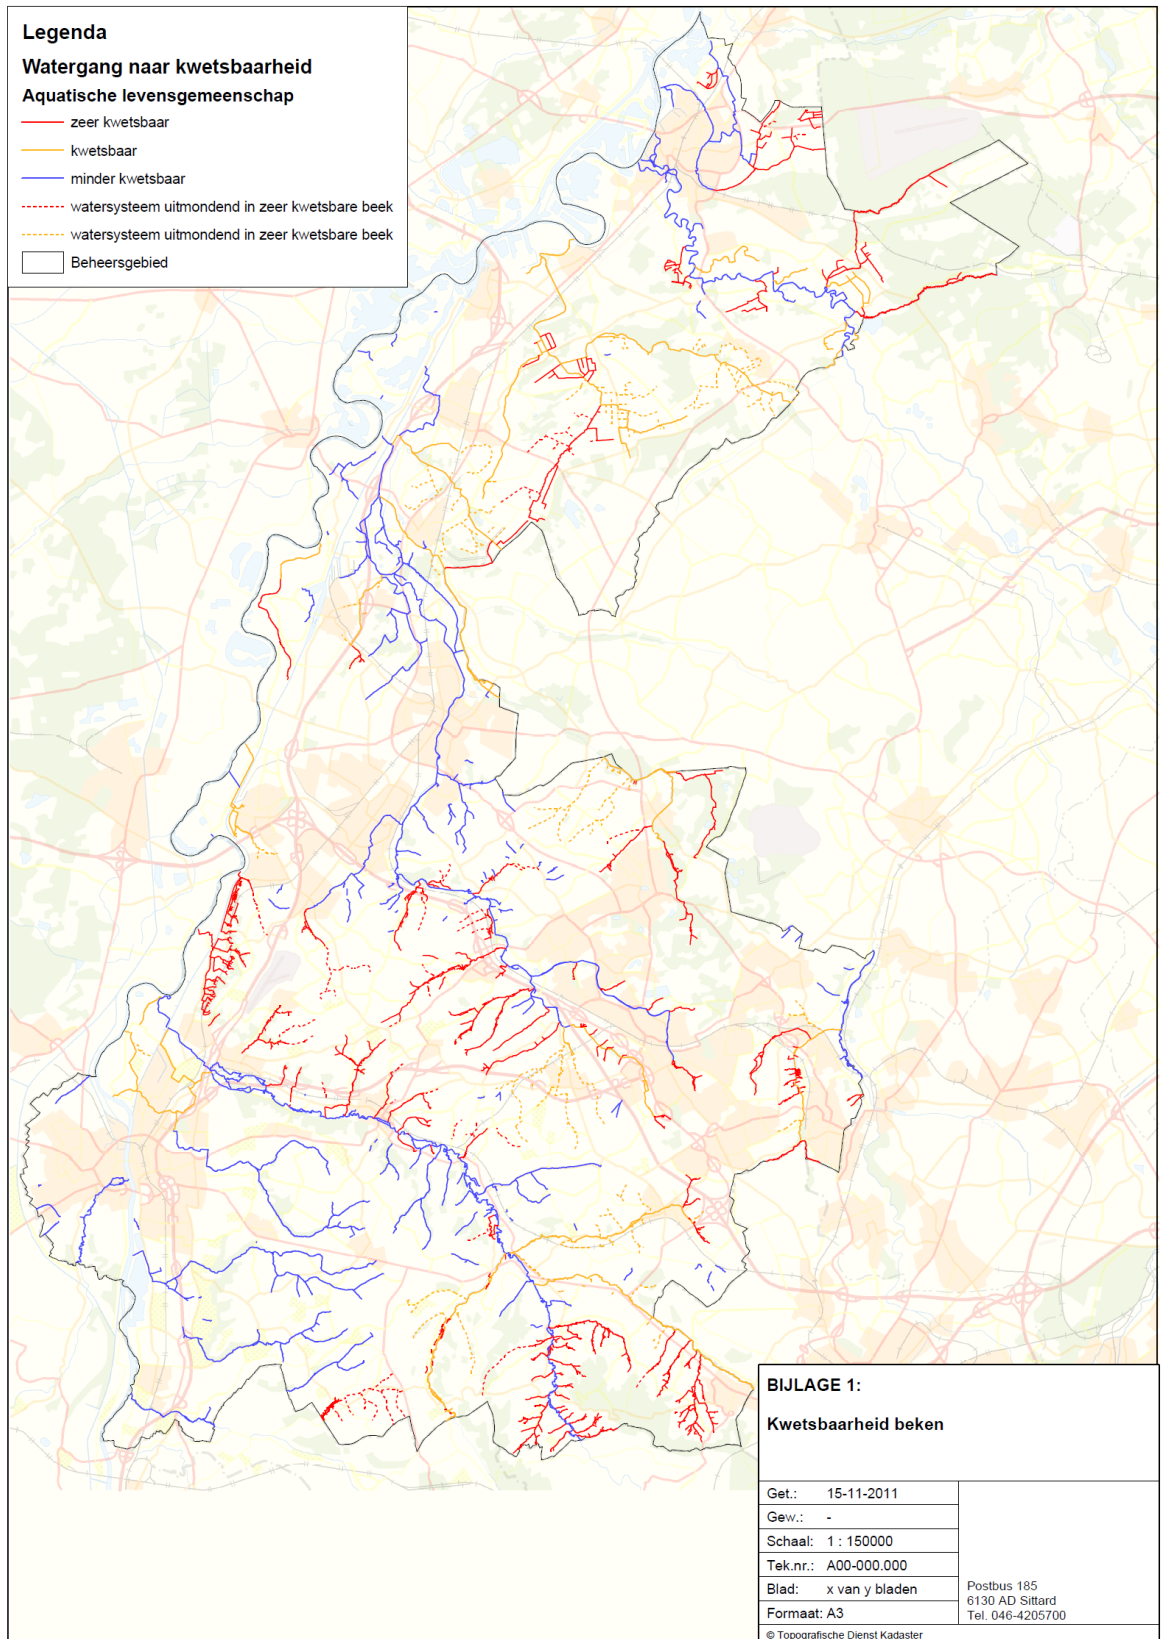 Legenda
Watergang naar kwetsbaarheid
Aquatische levensgemeenschap
zeer kwetsbaar
kwetsbaar
minder kwetsbaar
watersysteem uitmondend in zeer kwetsbare beek
watersysteem uitmondend in zeer kwetsbare beek
Beheersgebied
BIJLAGE 1:
Kwetsbaarheid beken
Get.: 15-11-2011
Gew.: -
Schaal: 1 : 150000
Tek.nr.: A00-000.000
Blad: x van y bladen
Formaat: A3
Postbus 185
6130 AD Sittard
Tel. 046-4205700
© Topografische Dienst Kadaster